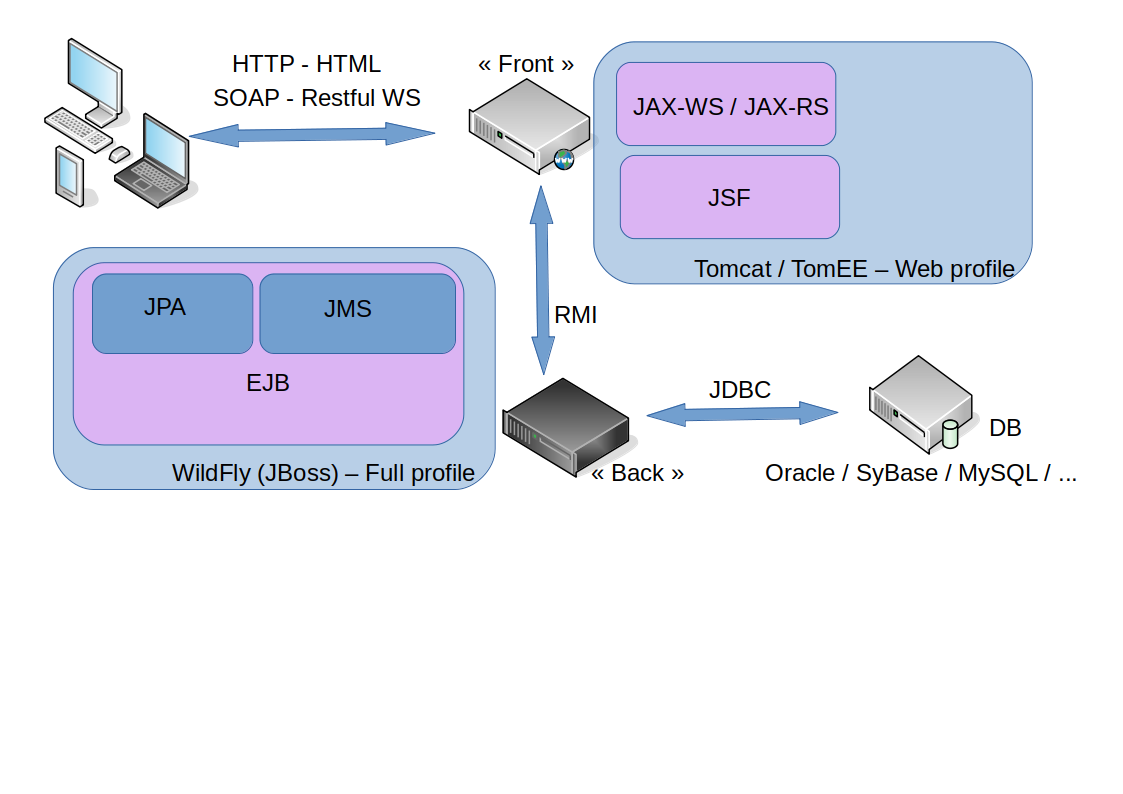 HTTP - HTML
SOAP - Restful WS
« Front »
JAX-WS / JAX-RS
JSF
Tomcat / TomEE – Web profile
RMI
JPA
JMS
EJB
WildFly (JBoss) – Full profile
« Back »
JDBC
DB
Oracle / SyBase / MySQL / ...